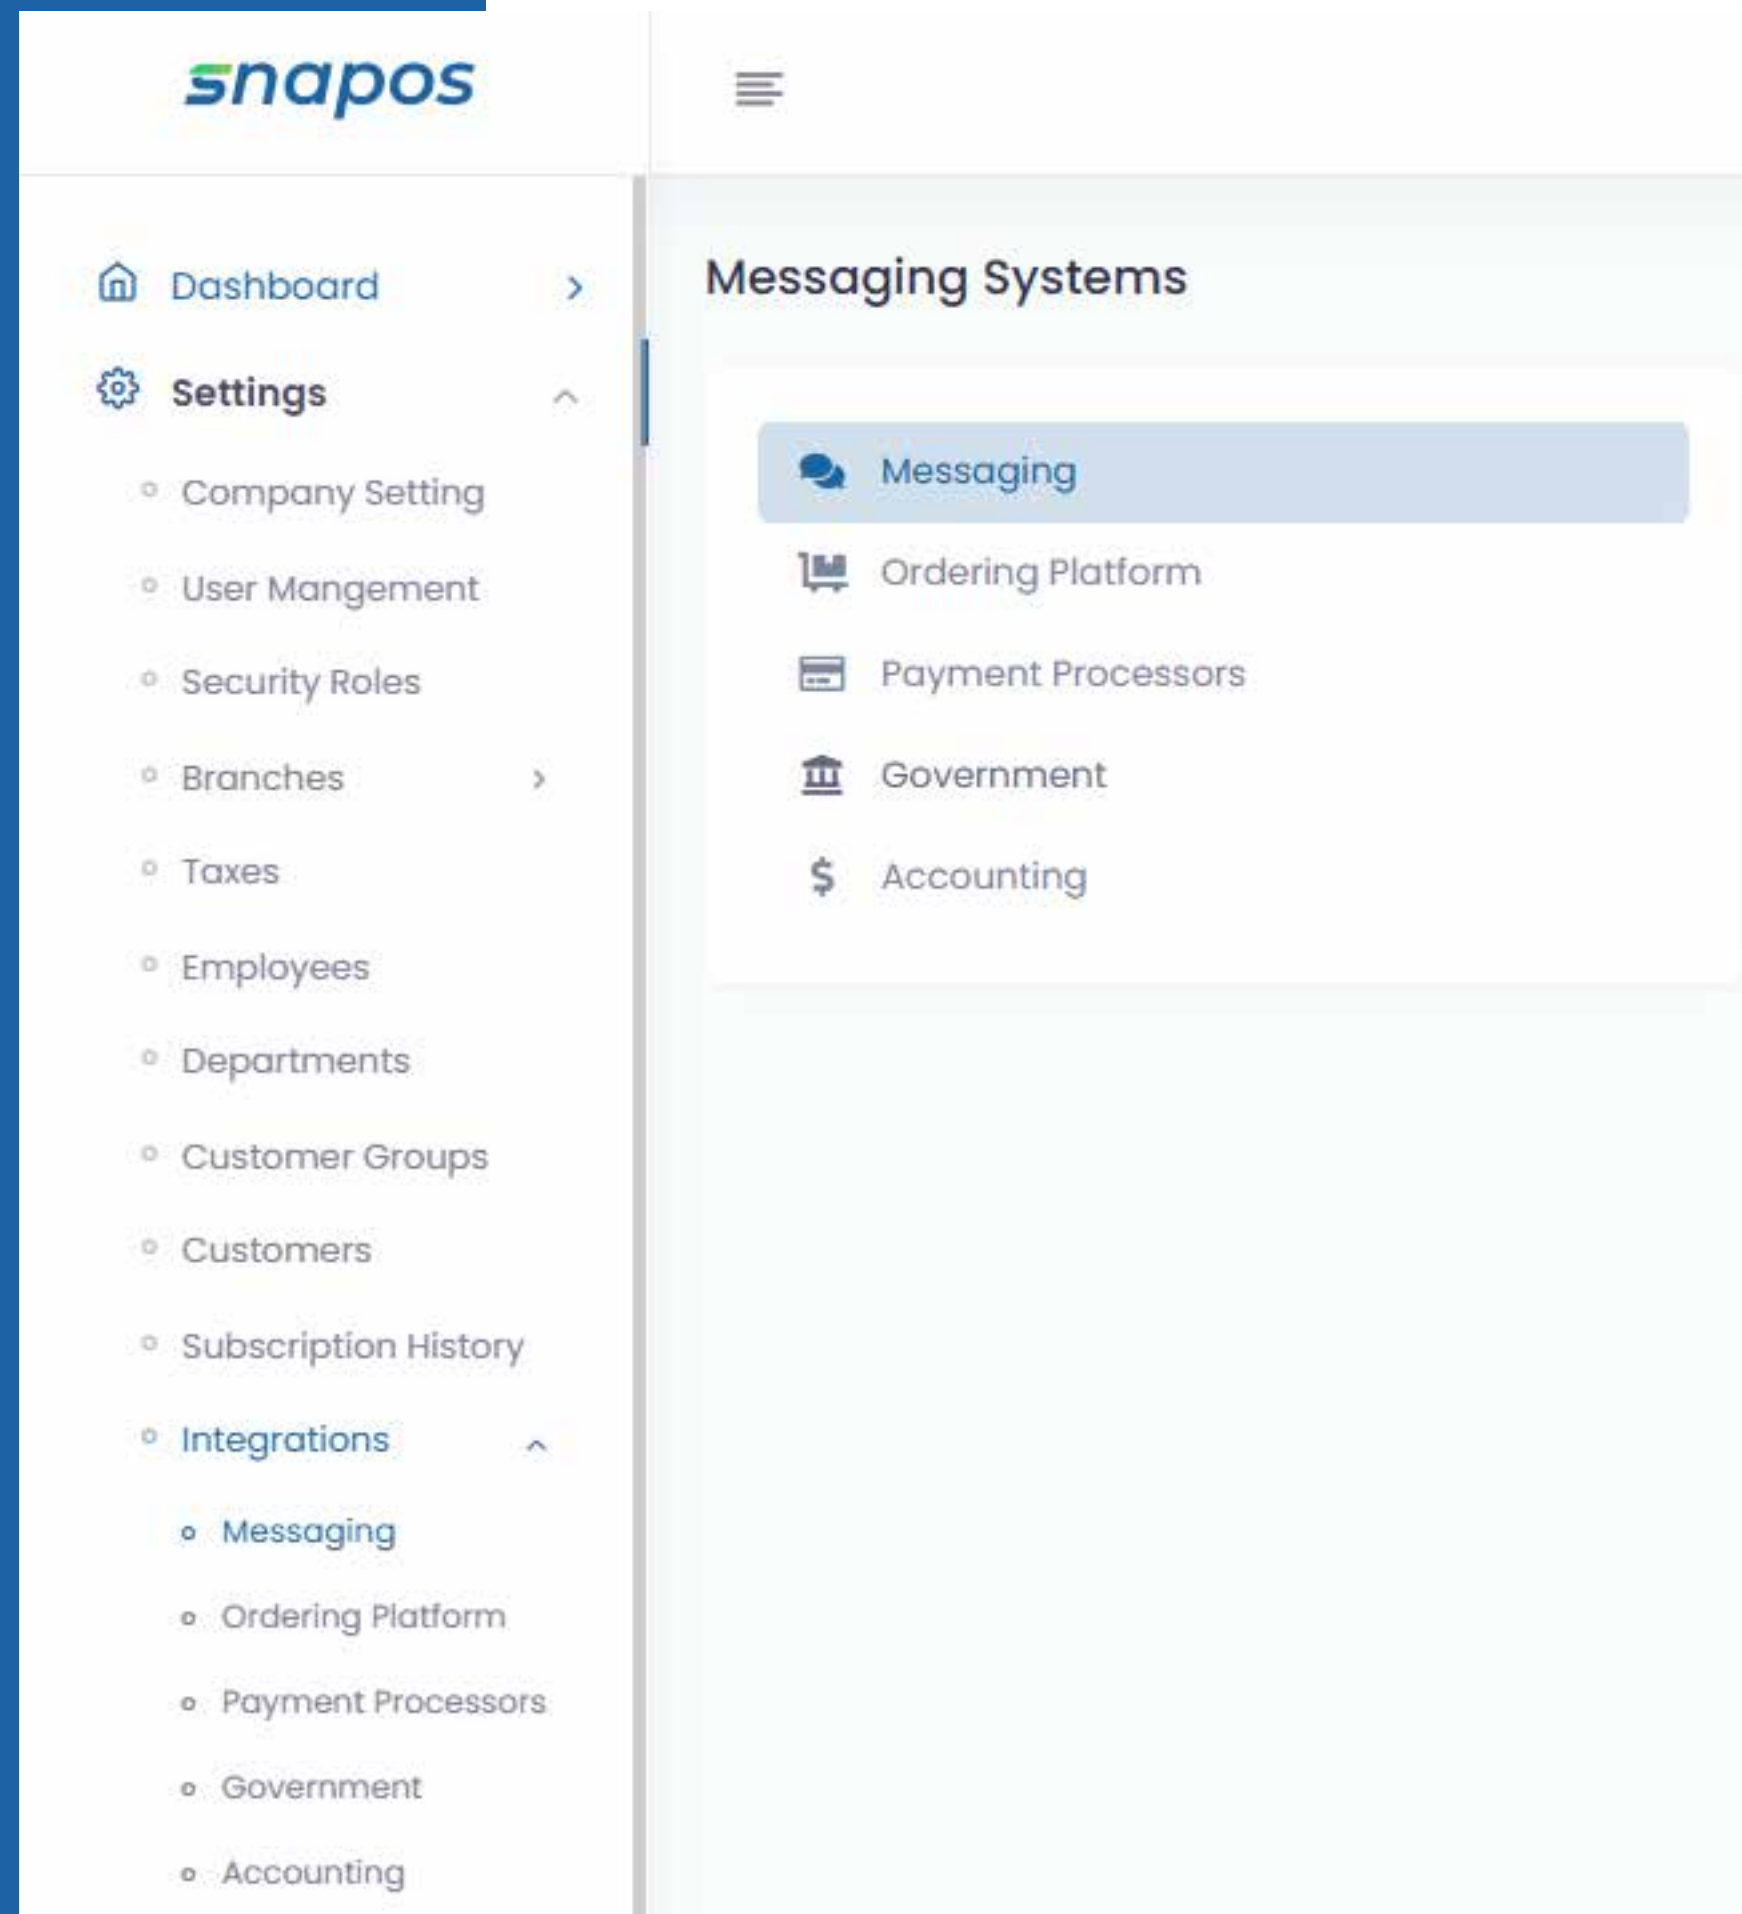 snapos
Dashboard
Settings
Company Setting
User Mangement
Security Roles
Branches
Taxes
Employees
Departments
Customer Groups
Customers
Subscription History
Integrations
Messaging
Ordering Platform
Payment Processors
Government
Accounting
Messaging Systems
Messaging
Ordering Platform
Payment Processors
Government
Accounting